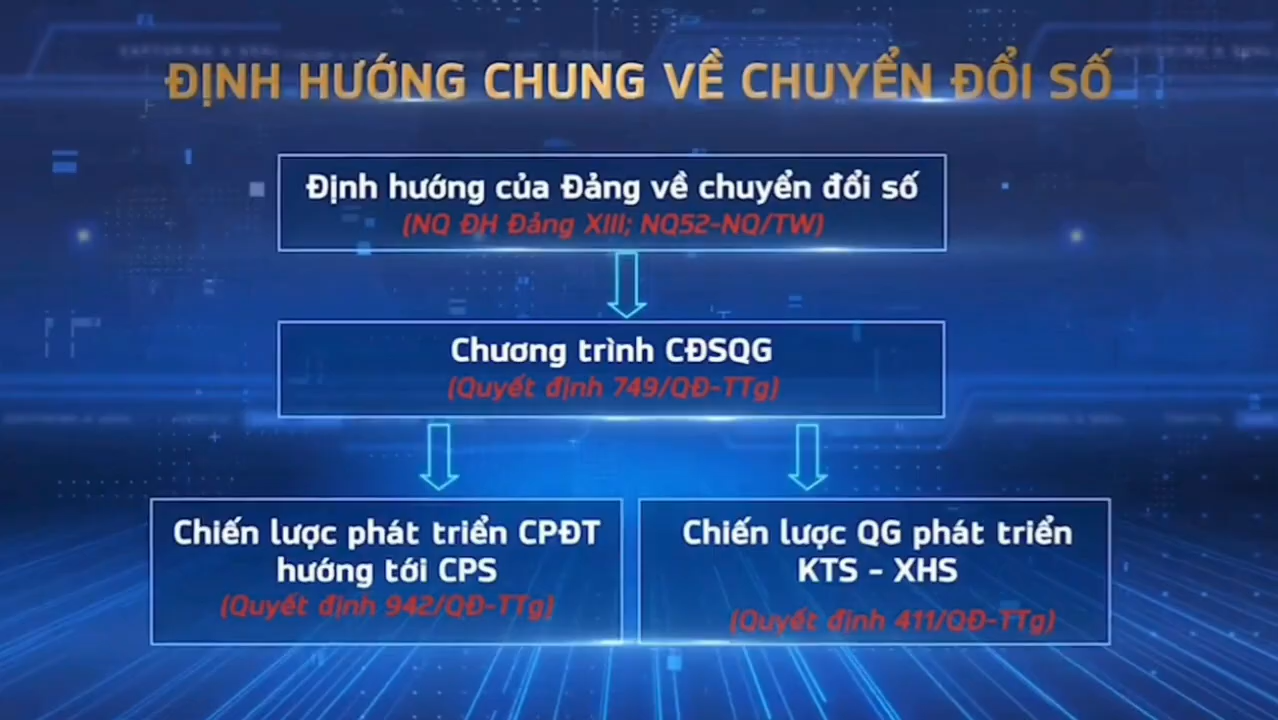 ĐỊNH HƯỚNG CHUNG VỀ CHUYỂN ĐỔI SỐ
Định hướng của Đảng về chuyển đổi số
(NQ ĐH Đảng XIII; NQ52-NQ/TW)
Chương trình CĐSQG
(Quyết định 749/QĐ-TTg)
Chiến lược phát triển CPĐT
hướng tới CPS
(Quyết định 942/QĐ-TTg)
Chiến lược QG phát triển
KTS - XHS
(Quyết định 411/QĐ-TTg)